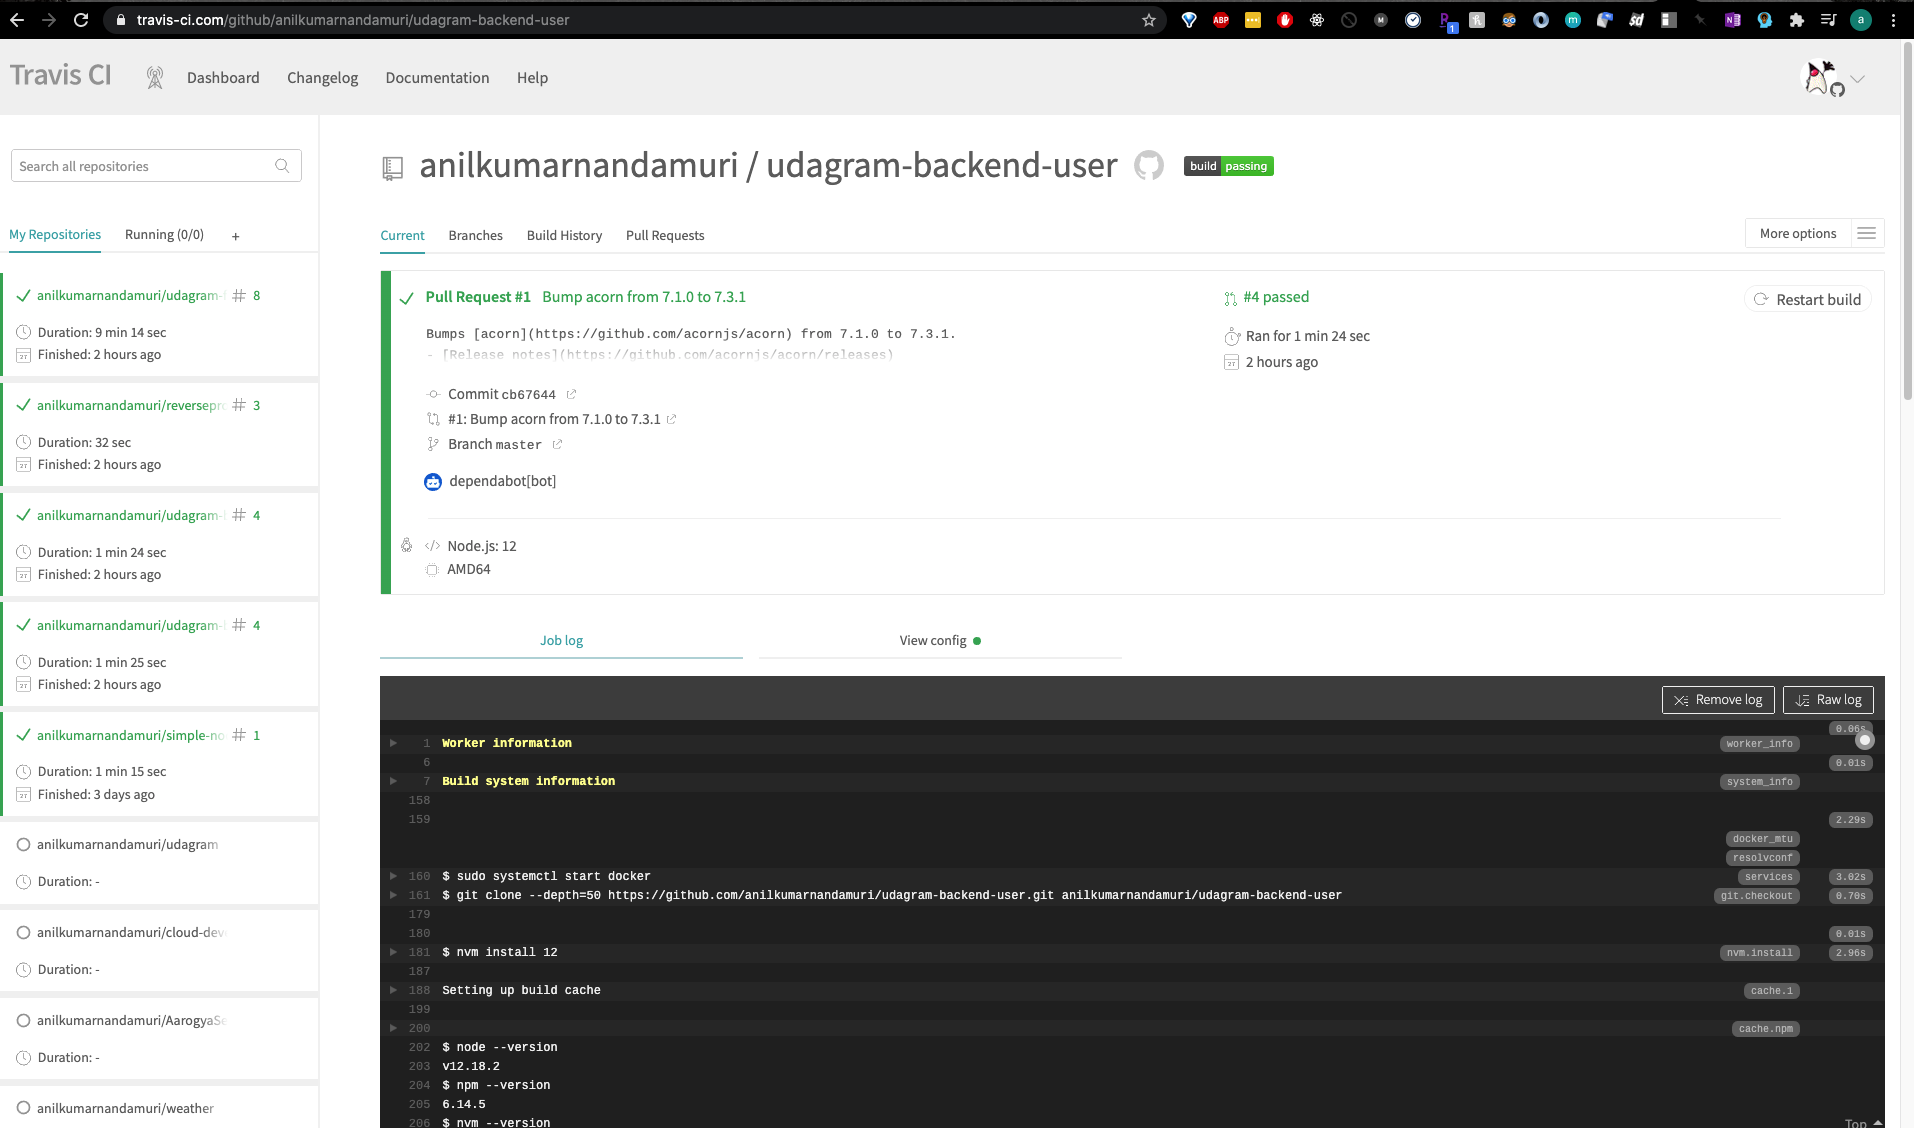 travis-ci.com/github/anilkumarnandamuri/udagram-backend-user
ABP
M
1
sd
N
a
Travis CI
Dashboard
Changelog
Documentation
Help
Search all repositories
My Repositories
Running (0/0)
+
anilkumarnandamuri/udagram-
# 8
Duration: 9 min 14 sec
Finished: 2 hours ago
anilkumarnandamuri/reversepro
# 3
Duration: 32 sec
Finished: 2 hours ago
anilkumarnandamuri/udagram-
# 4
Duration: 1 min 24 sec
Finished: 2 hours ago
anilkumarnandamuri/udagram-
# 4
Duration: 1 min 25 sec
Finished: 2 hours ago
anilkumarnandamuri/simple-no
# 1
Duration: 1 min 15 sec
Finished: 3 days ago
anilkumarnandamuri/udagram
Duration: -
anilkumarnandamuri/cloud-deve
Duration: -
anilkumarnandamuri/AarogyaSe
Duration: -
anilkumarnandamuri/weather
anilkumarnandamuri / udagram-backend-user
build passing
Current
Branches
Build History
Pull Requests
More options
Pull Request #1 Bump acorn from 7.1.0 to 7.3.1
Bumps [acorn](https://github.com/acornjs/acorn) from 7.1.0 to 7.3.1.
- [Release notes](https://github.com/acornjs/acorn/releases)
Commit cb67644
#1: Bump acorn from 7.1.0 to 7.3.1
Branch master
dependabot[bot]
#4 passed
Ran for 1 min 24 sec
2 hours ago
Restart build
Node.js: 12
AMD64
Job log
View config
Remove log
Raw log
0.06s
1 Worker information worker_info
6 0.01s
7 Build system information system_info
158
159 2.29s
docker_mtu
resolvconf
160 $ sudo systemctl start docker services 3.02s
161 $ git clone --depth=50 https://github.com/anilkumarnandamuri/udagram-backend-user.git anilkumarnandamuri/udagram-backend-user git.checkout 0.70s
179
180 0.01s
181 $ nvm install 12 nvm.install 2.96s
187
188 Setting up build cache cache.1
199
200 cache.npm
202 $ node --version
203 v12.18.2
204 $ npm --version
205 6.14.5
206 $ nvm --version
Top